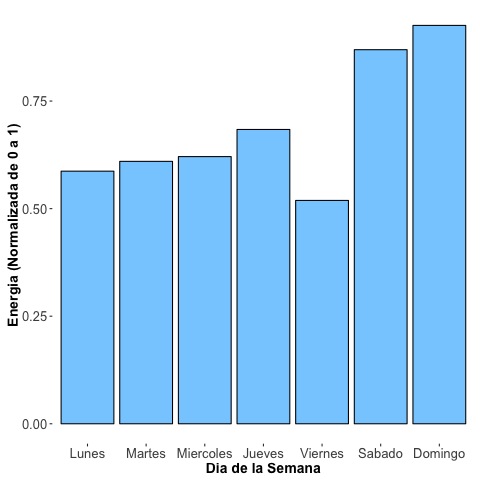 Energia (Normalizada de 0 a 1)
0.75
0.50
0.25
0.00
Lunes Martes Miercoles Jueves Viernes Sabado Domingo
Dia de la Semana